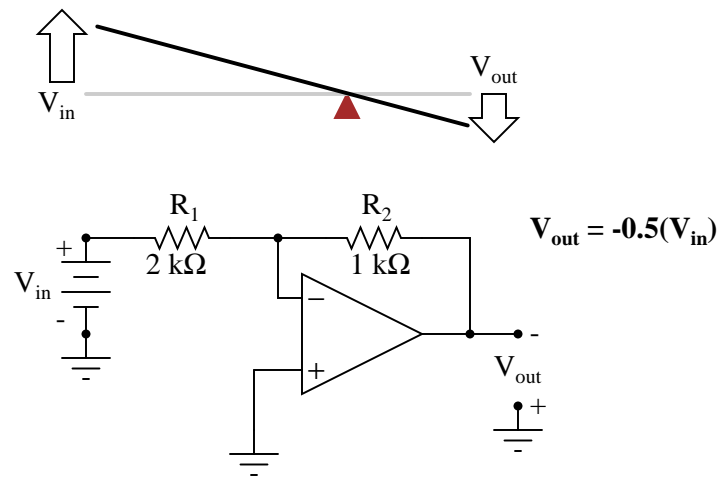 V_out
V_in
R_1
R_2
V_out = -0.5(V_in)
+
2 kΩ
1 kΩ
V_in
-
−
-
+
V_out
+